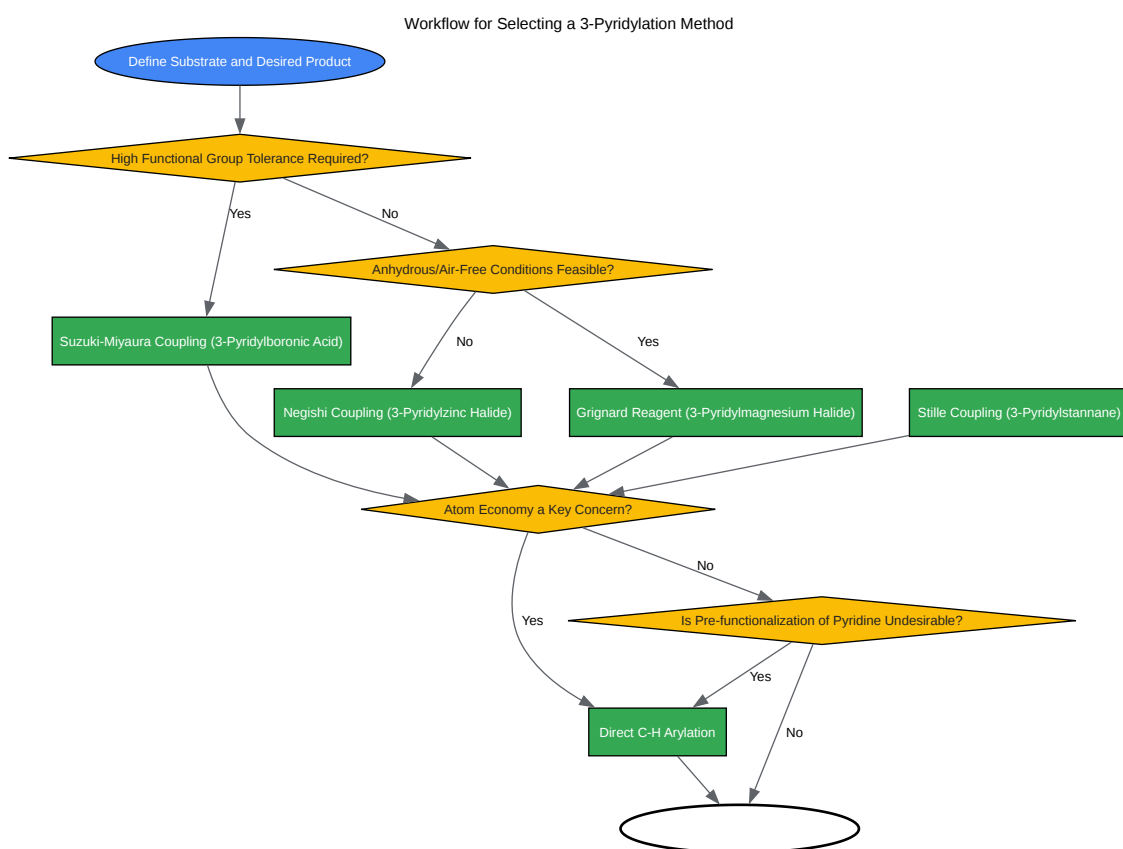 Workflow for Selecting a 3-Pyridylation Method
Define Substrate and Desired Product
High Functional Group Tolerance Required?
Yes
No
Anhydrous/Air-Free Conditions Feasible?
Suzuki-Miyaura Coupling (3-Pyridylboronic Acid)
No
Yes
Negishi Coupling (3-Pyridylzinc Halide)
Grignard Reagent (3-Pyridylmagnesium Halide)
Stille Coupling (3-Pyridylstannane)
Atom Economy a Key Concern?
No
Yes
Is Pre-functionalization of Pyridine Undesirable?
Yes
No
Direct C-H Arylation